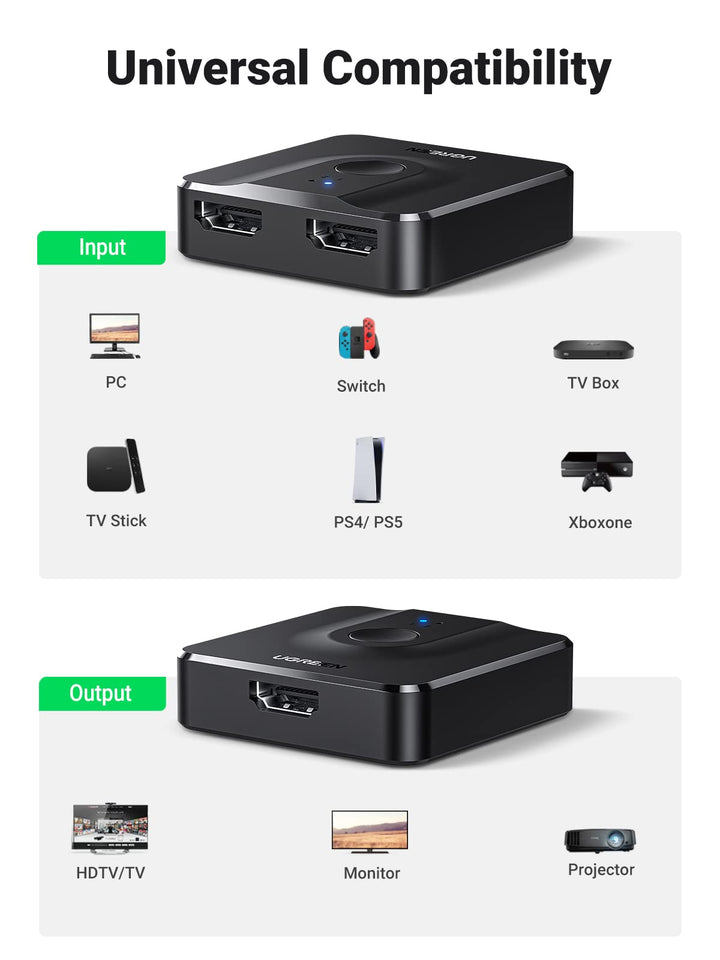 Universal Compatibility
UGREEN
Input
PC
Switch
TV Box
TV Stick
PS4/ PS5
Xboxone
UGREEN
Output
HDTV/TV
Monitor
Projector